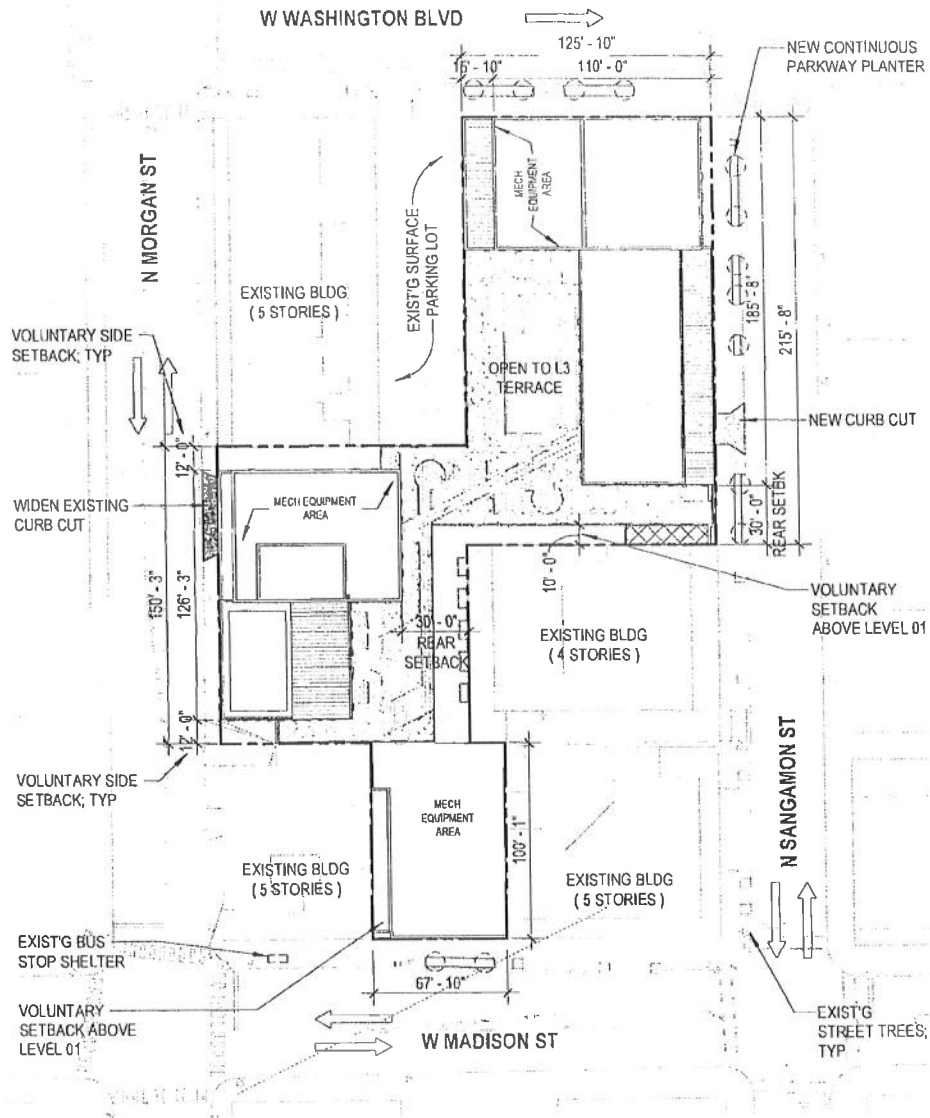 W WASHINGTON BLVD
125' - 10"
15' - 10"
110' - 0"
NEW CONTINUOUS
PARKWAY PLANTER
N MORGAN ST
EXIST'G SURFACE
PARKING LOT
MECH
EQUIPMENT
AREA
EXISTING BLDG
( 5 STORIES )
185' - 8"
215' - 8"
VOLUNTARY SIDE
SETBACK; TYP
OPEN TO L3
TERRACE
NEW CURB CUT
12' - 0"
WIDEN EXISTING
CURB CUT
MECH EQUIPMENT
AREA
30' - 0"
REAR SETBK
10' - 0"
150' - 3"
126' - 3"
VOLUNTARY
SETBACK
ABOVE LEVEL 01
30' - 0"
REAR
SETBACK
EXISTING BLDG
( 4 STORIES )
12' - 0"
N SANGAMON ST
VOLUNTARY SIDE
SETBACK; TYP
MECH
EQUIPMENT
AREA
100' - 1"
EXISTING BLDG
( 5 STORIES )
EXISTING BLDG
( 5 STORIES )
EXIST'G BUS
STOP SHELTER
67' - 10"
VOLUNTARY
SETBACK ABOVE
LEVEL 01
W MADISON ST
EXIST'G
STREET TREES;
TYP